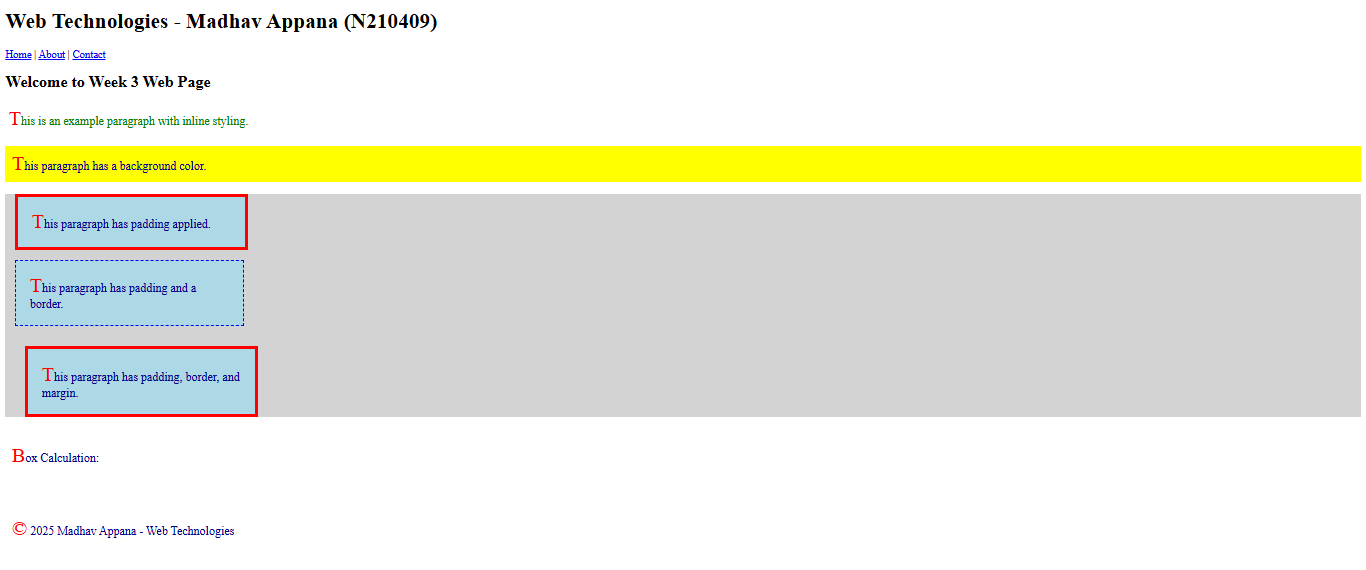 Web Technologies - Madhav Appana (N210409)
Home | About | Contact
Welcome to Week 3 Web Page
This is an example paragraph with inline styling.
This paragraph has a background color.
This paragraph has padding applied.
This paragraph has padding and a
border.
This paragraph has padding, border, and
margin.
Box Calculation:
© 2025 Madhav Appana - Web Technologies